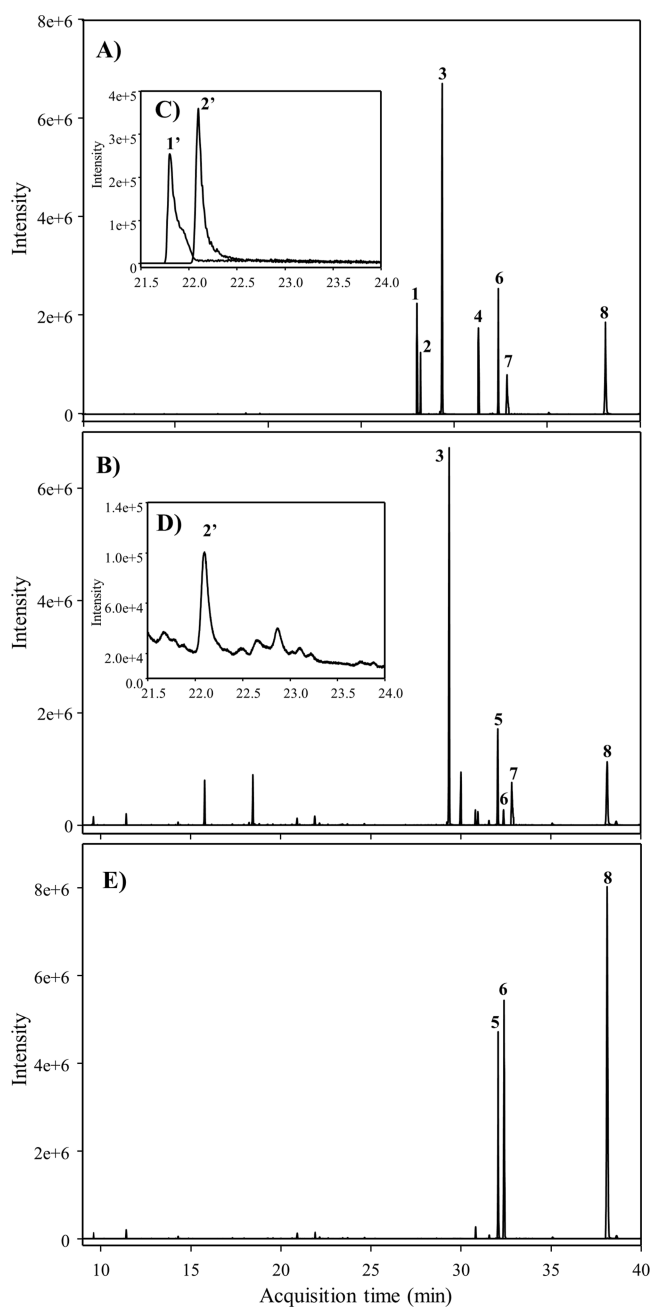 8e+6
A)
3
4e+5
C)
2’
1’
3e+5
6e+6
Intensity
2e+5
Intensity
1e+5
4e+6
0
21.5 22.0 22.5 23.0 23.5 24.0
6
1
2e+6
4
8
2
7
0
B)
3
1.4e+5
6e+6
D)
2’
1.0e+5
Intensity
Intensity
6.0e+4
4e+6
2.0e+4
0.0
21.5 22.0 22.5 23.0 23.5 24.0
2e+6
5
8
7
6
0
E)
8
8e+6
6e+6
6
5
Intensity
4e+6
2e+6
0
10 15 20 25 30 35 40
Acquisition time (min)